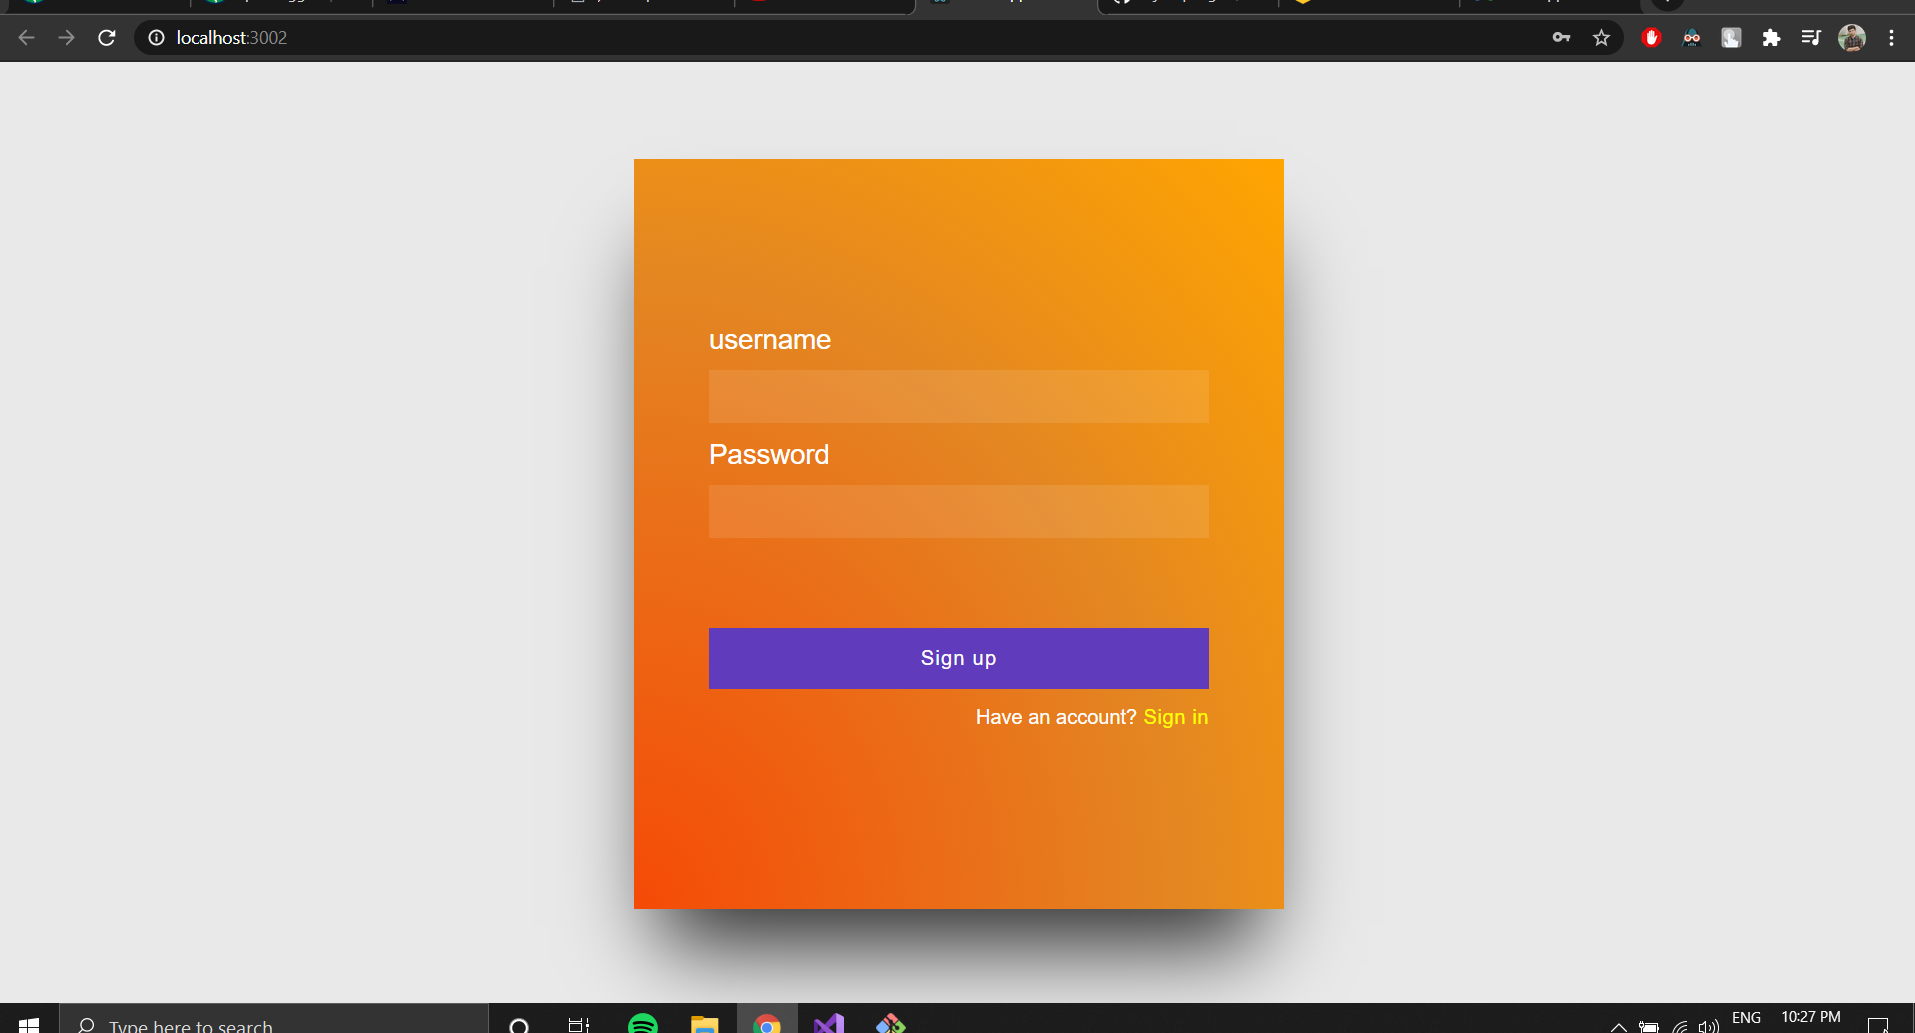 localhost:3002
username
Password
Sign up
Have an account? Sign in
Type here to search
ENG
10:27 PM